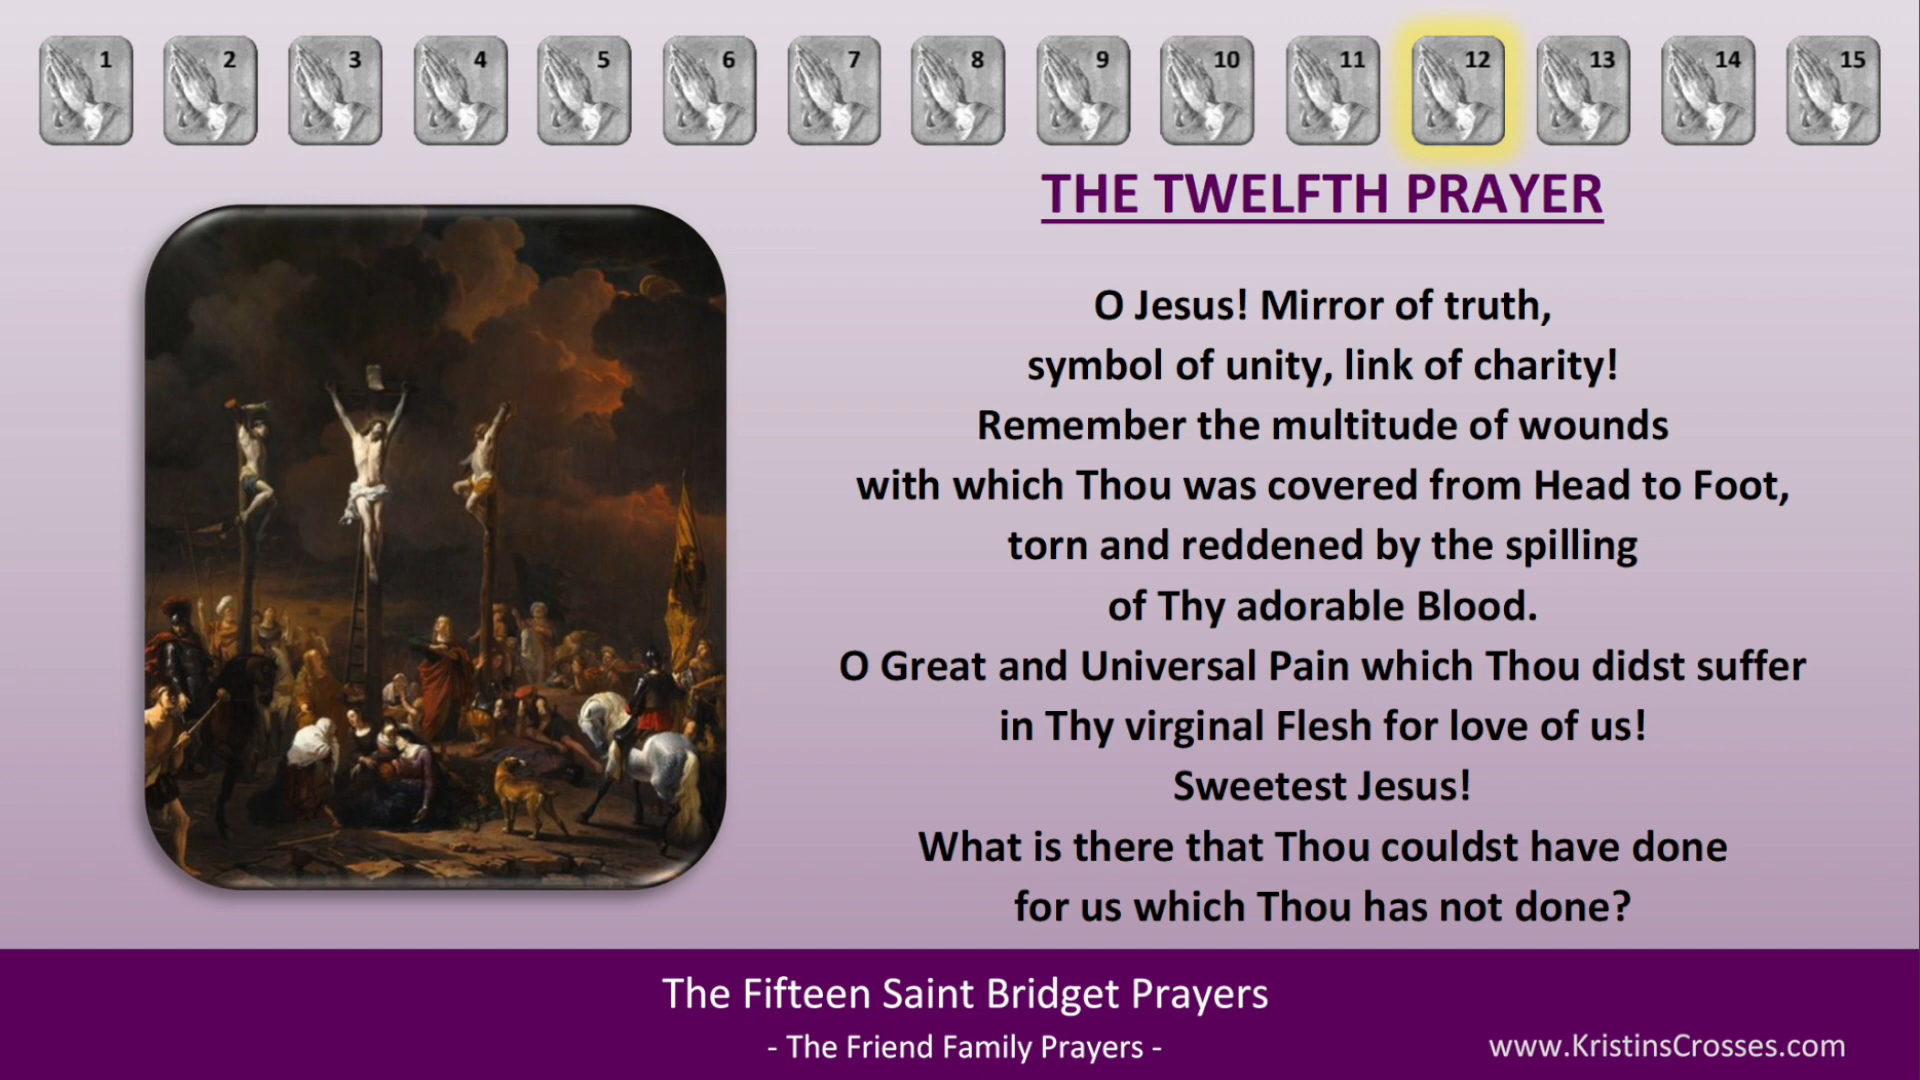 1 2 3 4 5 6 7 8 9 10 11 12 13 14 15
THE TWELFTH PRAYER
O Jesus! Mirror of truth,
symbol of unity, link of charity!
Remember the multitude of wounds
with which Thou was covered from Head to Foot,
torn and reddened by the spilling
of Thy adorable Blood.
O Great and Universal Pain which Thou didst suffer
in Thy virginal Flesh for love of us!
Sweetest Jesus!
What is there that Thou couldst have done
for us which Thou has not done?
The Fifteen Saint Bridget Prayers
- The Friend Family Prayers -
www.KristinsCrosses.com